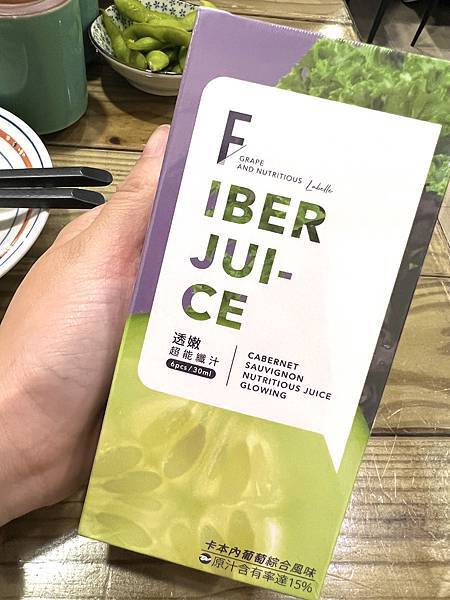 F
GRAPE
AND NUTRITIOUS Labelle
IBER
JUI-
CE
透嫩
超能纖汁
6pcs/30ml
CABERNET
SAUVIGNON
NUTRITIOUS JUICE
GLOWING
卡本內葡萄綜合風味
原汁含有率達15%